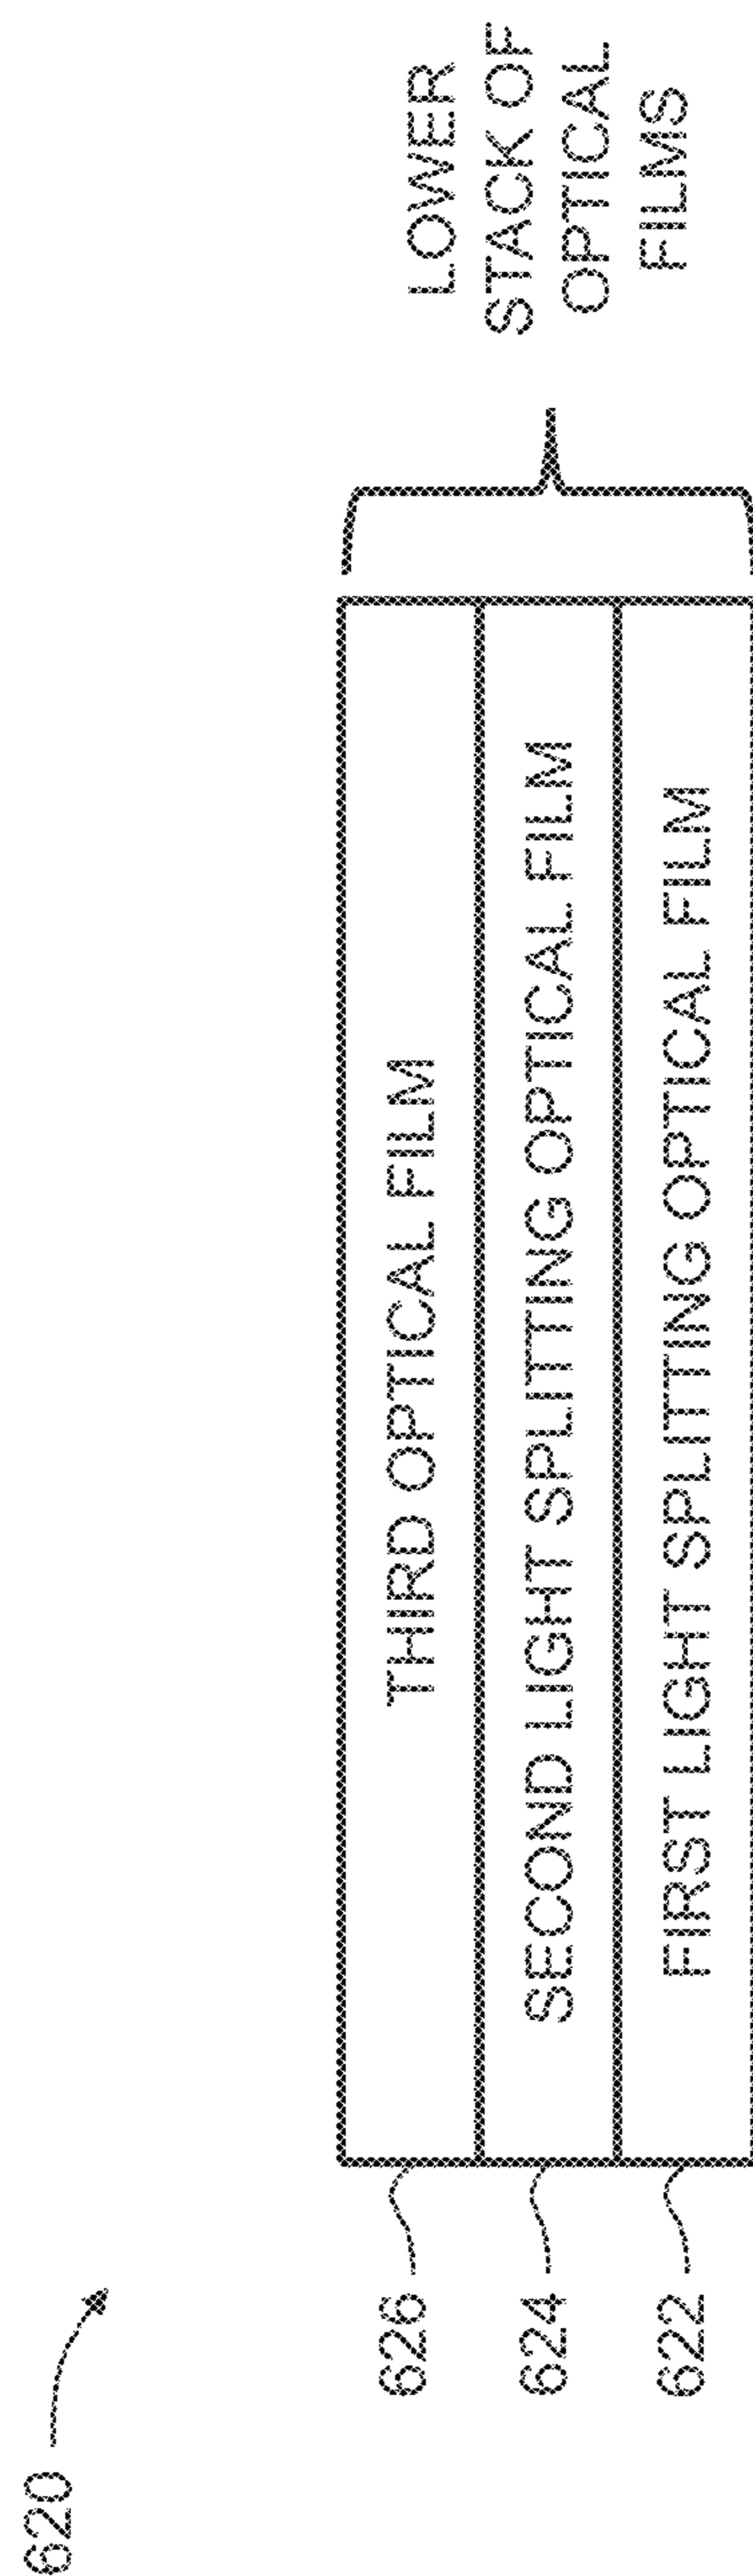 620
626
THIRD OPTICAL FILM
624
SECOND LIGHT SPLITTING OPTICAL FILM
622
FIRST LIGHT SPLITTING OPTICAL FILM
LOWER
STACK OF
OPTICAL
FILMS